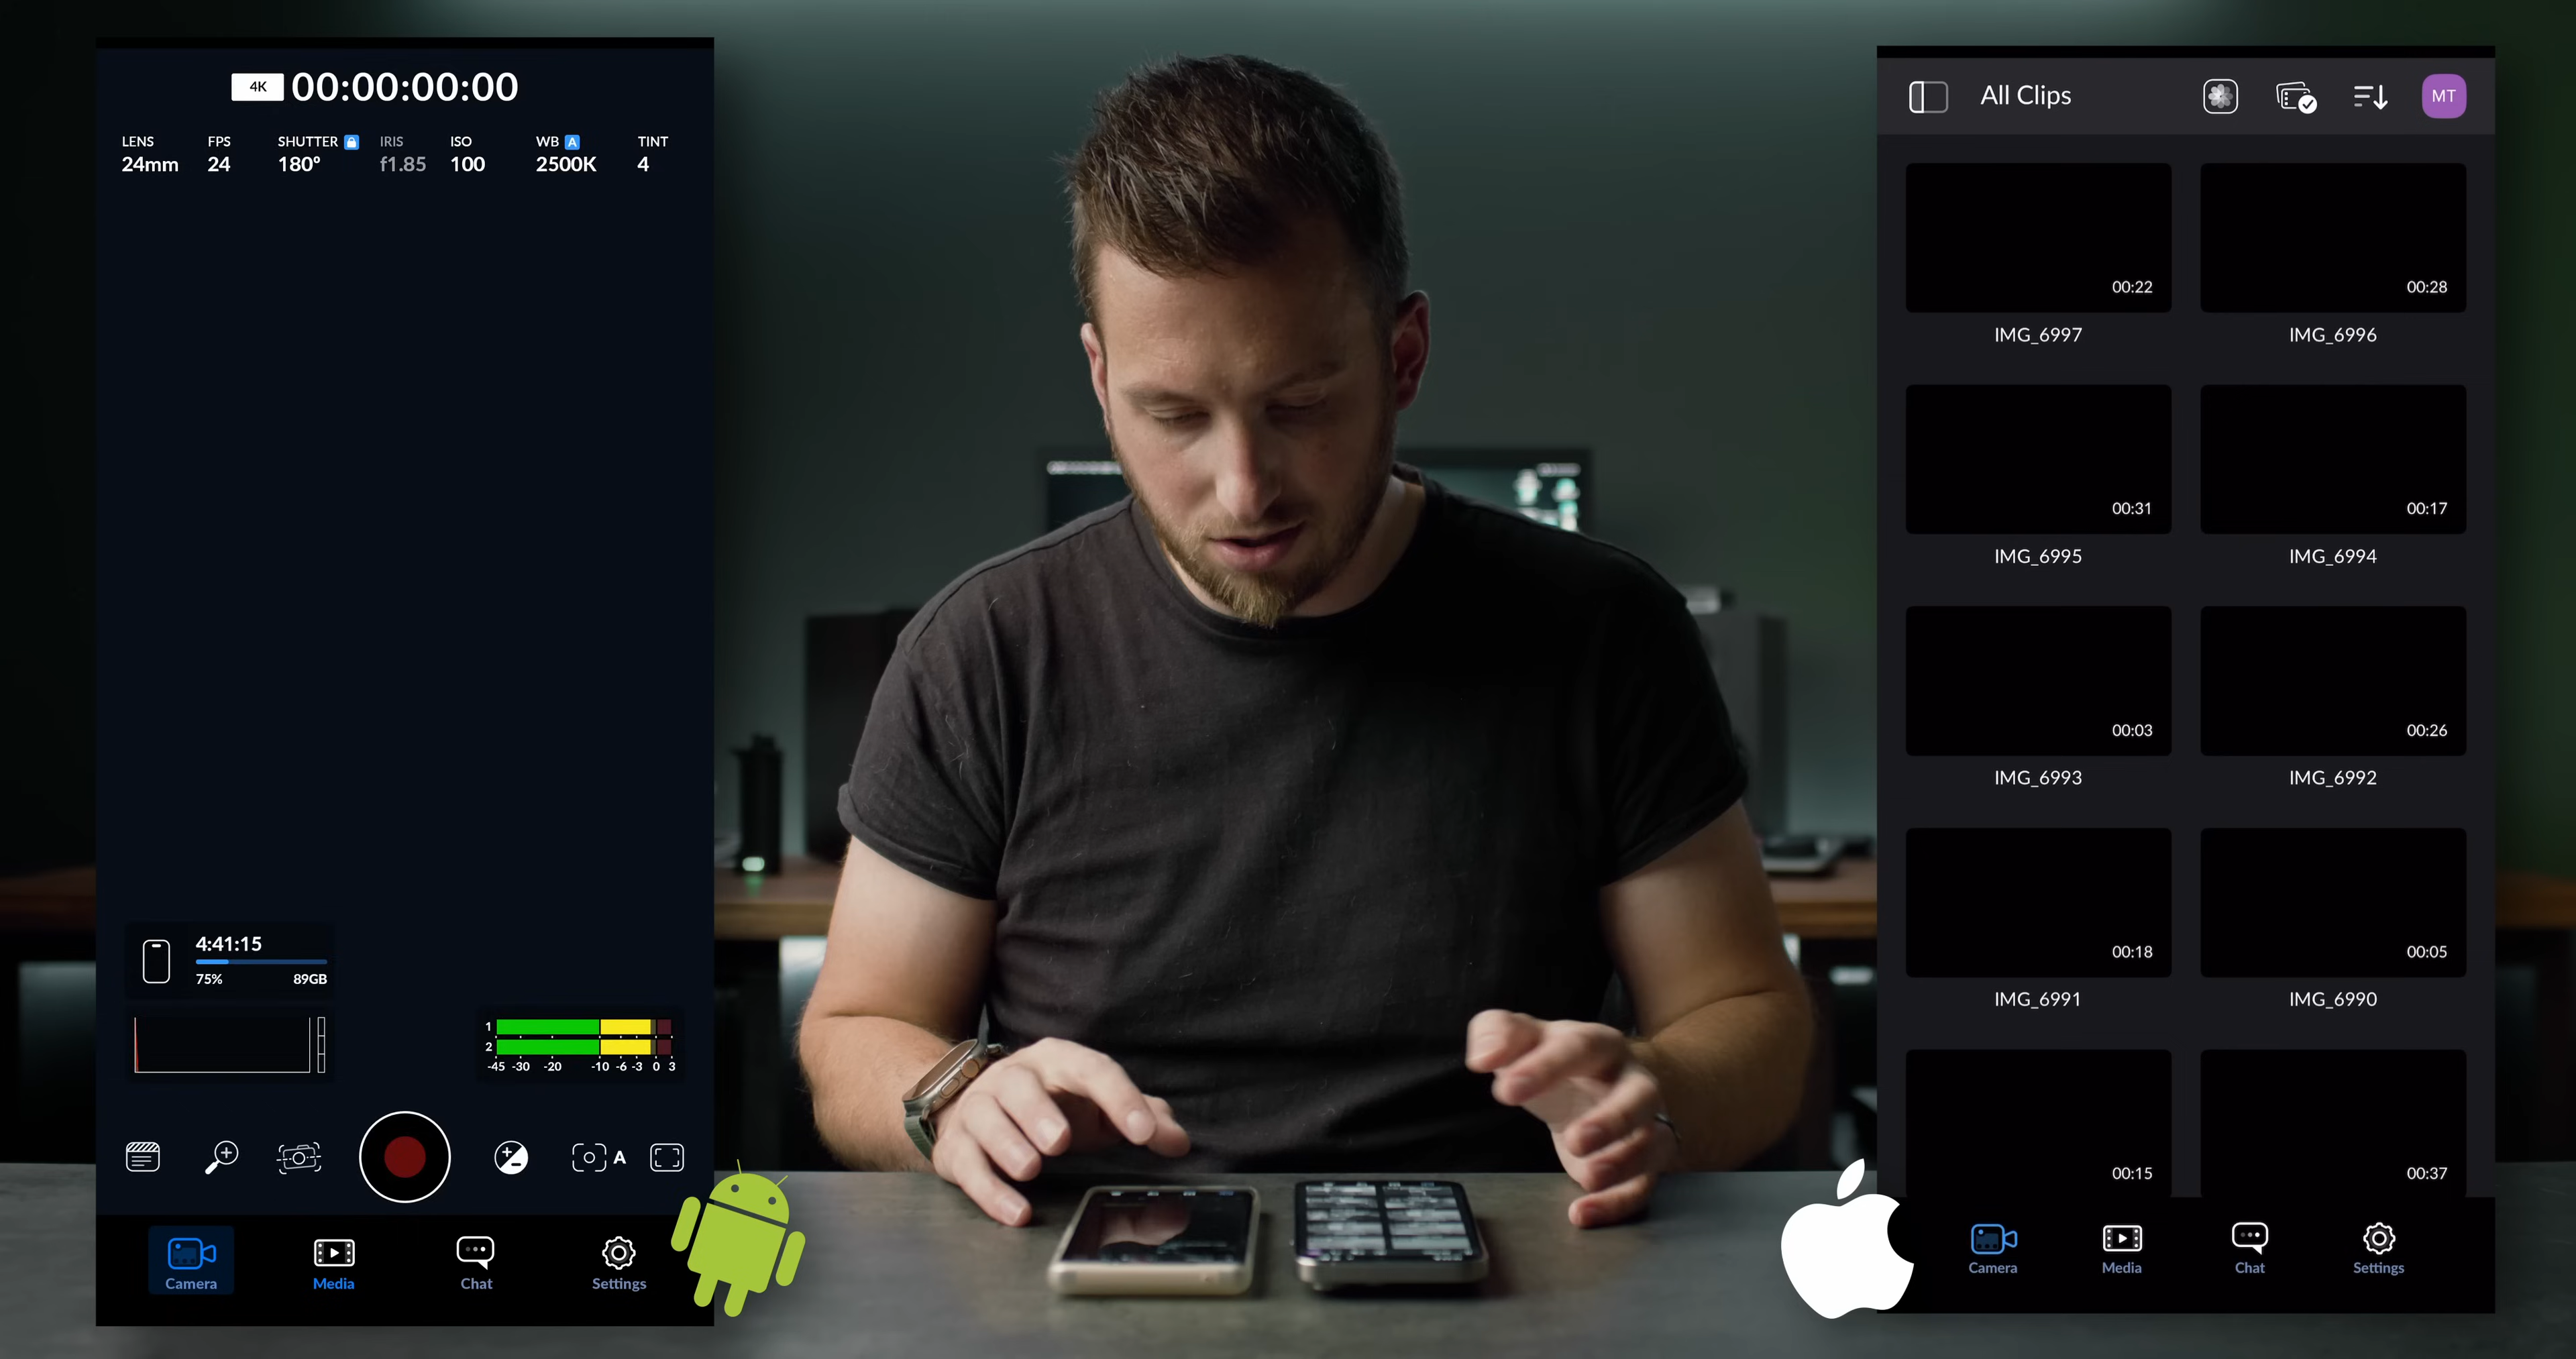 4K 00:00:00:00
LENS FPS SHUTTER IRIS ISO WB A TINT
24mm 24 180° f1.85 100 2500K 4
4:41:15
75% 89GB
1
2
-45 -30 -20 -10 -6 -3 0 3
A
Camera Media Chat Settings
All Clips MT
00:22 00:28
IMG_6997 IMG_6996
00:31 00:17
IMG_6995 IMG_6994
00:03 00:26
IMG_6993 IMG_6992
00:18 00:05
IMG_6991 IMG_6990
00:15 00:37
Camera Media Chat Settings